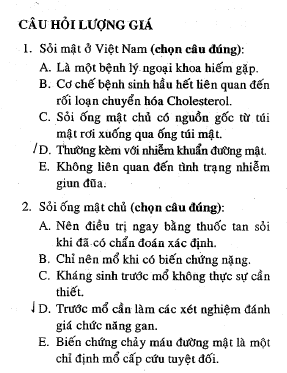 CÂU HỎI LƯỢNG GIÁ
1. Sỏi mật ở Việt Nam (chọn câu đúng):
A. Là một bệnh lý ngoại khoa hiếm gặp.
B. Cơ chế bệnh sinh hầu hết liên quan đến
rối loạn chuyển hóa Cholesterol.
C. Sỏi ống mật chủ có nguồn gốc từ túi
mật rơi xuống qua ống túi mật.
D. Thường kèm với nhiễm khuẩn đường mật.
E. Không liên quan đến tình trạng nhiễm
giun đũa.
2. Sỏi ống mật chủ (chọn câu đúng):
A. Nên điều trị ngay bằng thuốc tan sỏi
khi đã có chẩn đoán xác định.
B. Chỉ nên mổ khi có biến chứng nặng.
C. Kháng sinh trước mổ không thực sự cần
thiết.
D. Trước mổ cần làm các xét nghiệm đánh
giá chức năng gan.
E. Biến chứng chảy máu đường mật là một
chỉ định mổ cấp cứu tuyệt đối.